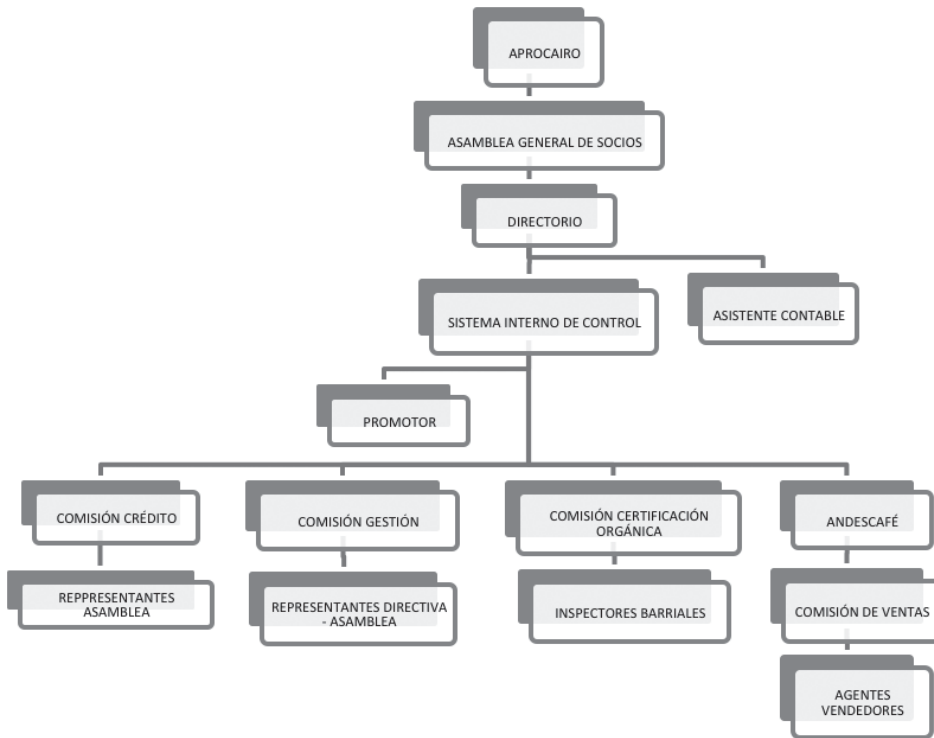 APROCAIRO
ASAMBLEA GENERAL DE SOCIOS
DIRECTORIO
SISTEMA INTERNO DE CONTROL
ASISTENTE CONTABLE
PROMOTOR
COMISIÓN CRÉDITO
COMISIÓN GESTIÓN
COMISIÓN CERTIFICACIÓN
ORGÁNICA
ANDESCAFÉ
REPPRESENTANTES
ASAMBLEA
REPRESENTANTES DIRECTIVA
- ASAMBLEA
INSPECTORES BARRIALES
COMISIÓN DE VENTAS
AGENTES
VENDEDORES